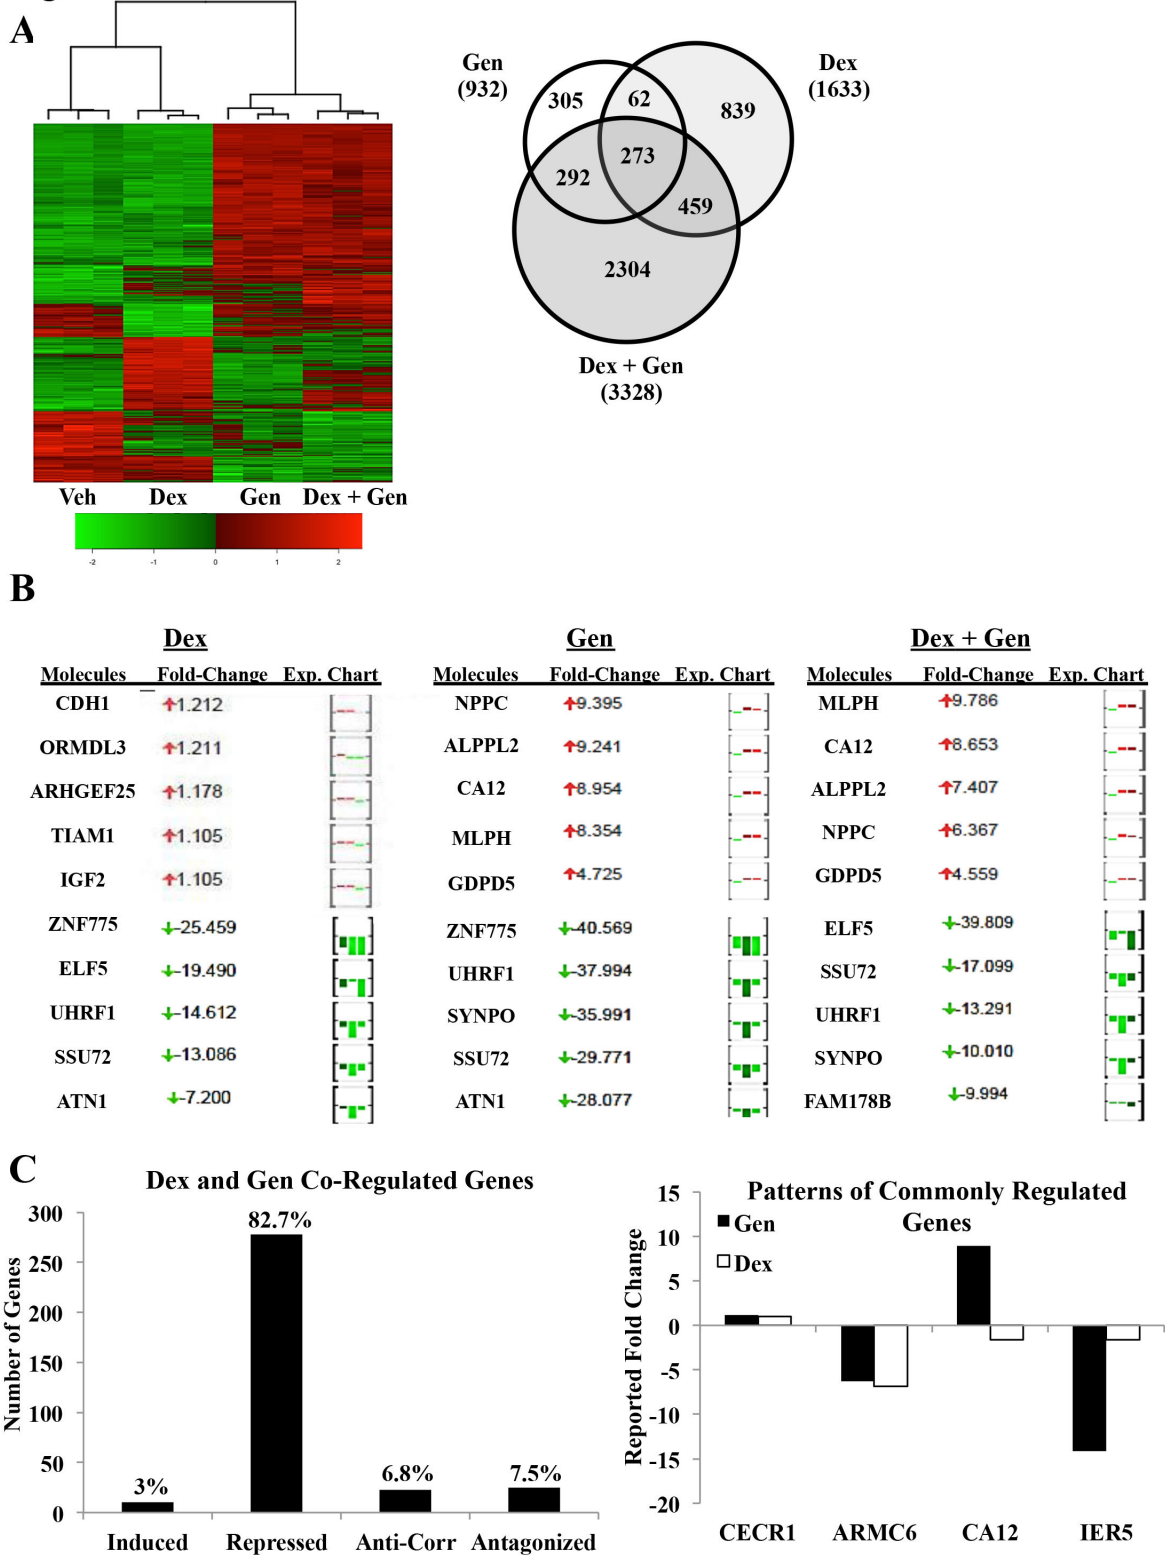 A
Gen
(932)
Dex
(1633)
305
62
839
273
292
459
2304
Dex + Gen
(3328)
Veh Dex Gen Dex + Gen
-2 -1 0 1 2
B
Dex
Molecules Fold-Change Exp. Chart
CDH1 1.212
ORMDL3 1.211
ARHGEF25 1.178
TIAM1 1.105
IGF2 1.105
ZNF775 -25.459
ELF5 -19.490
UHRF1 -14.612
SSU72 -13.086
ATN1 -7.200
Gen
Molecules Fold-Change Exp. Chart
NPPC 9.395
ALPPL2 9.241
CA12 8.954
MLPH 8.354
GDPD5 4.725
ZNF775 -40.569
UHRF1 -37.994
SYNPO -35.991
SSU72 -29.771
ATN1 -28.077
Dex + Gen
Molecules Fold-Change Exp. Chart
MLPH 9.786
CA12 8.653
ALPPL2 7.407
NPPC 6.367
GDPD5 4.559
ELF5 -39.809
SSU72 -17.099
UHRF1 -13.291
SYNPO -10.010
FAM178B -9.994
C
Dex and Gen Co-Regulated Genes
Number of Genes
300
250
200
150
100
50
0
3%
82.7%
6.8%
7.5%
Induced Repressed Anti-Corr Antagonized
Patterns of Commonly Regulated
Genes
Gen
Dex
Reported Fold Change
15
10
5
0
-5
-10
-15
-20
CECR1 ARMC6 CA12 IER5